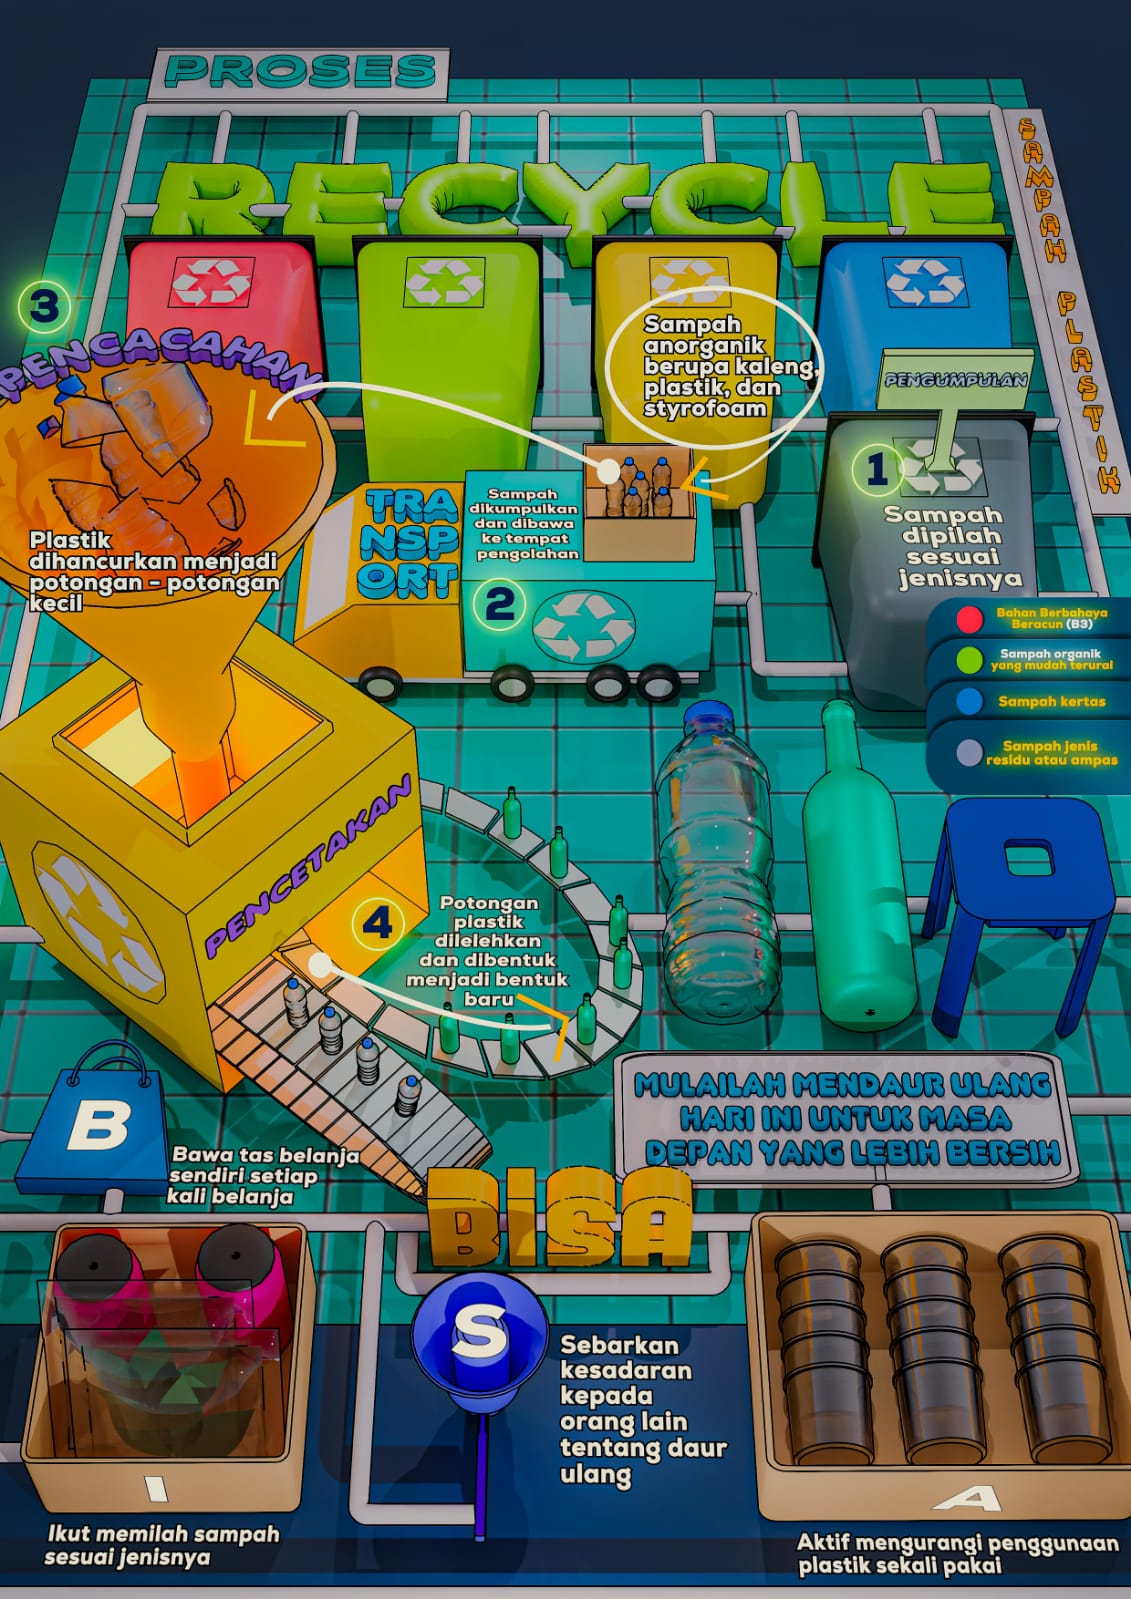 PROSES
RECYCLE
SAMPAH PLASTIK
3
PENCACAHAN
Plastik
dihancurkan menjadi
potongan - potongan
kecil
Sampah
anorganik
berupa kaleng,
plastik, dan
styrofoam
PENGUMPULAN
1
Sampah
dipilah
sesuai
jenisnya
TRA
NSP
ORT
Sampah
dikumpulkan
dan dibawa
ke tempat
pengolahan
2
Bahan Berbahaya
Beracun (B3)
Sampah organik
yang mudah terurai
Sampah kertas
Sampah jenis
residu atau ampas
PENCETAKAN
4
Potongan
plastik
dilelehkan
dan dibentuk
menjadi bentuk
baru
MULAILAH MENDAUR ULANG
HARI INI UNTUK MASA
DEPAN YANG LEBIH BERSIH
B
Bawa tas belanja
sendiri setiap
kali belanja
BISA
I
Ikut memilah sampah
sesuai jenisnya
S
Sebarkan
kesadaran
kepada
orang lain
tentang daur
ulang
A
Aktif mengurangi penggunaan
plastik sekali pakai